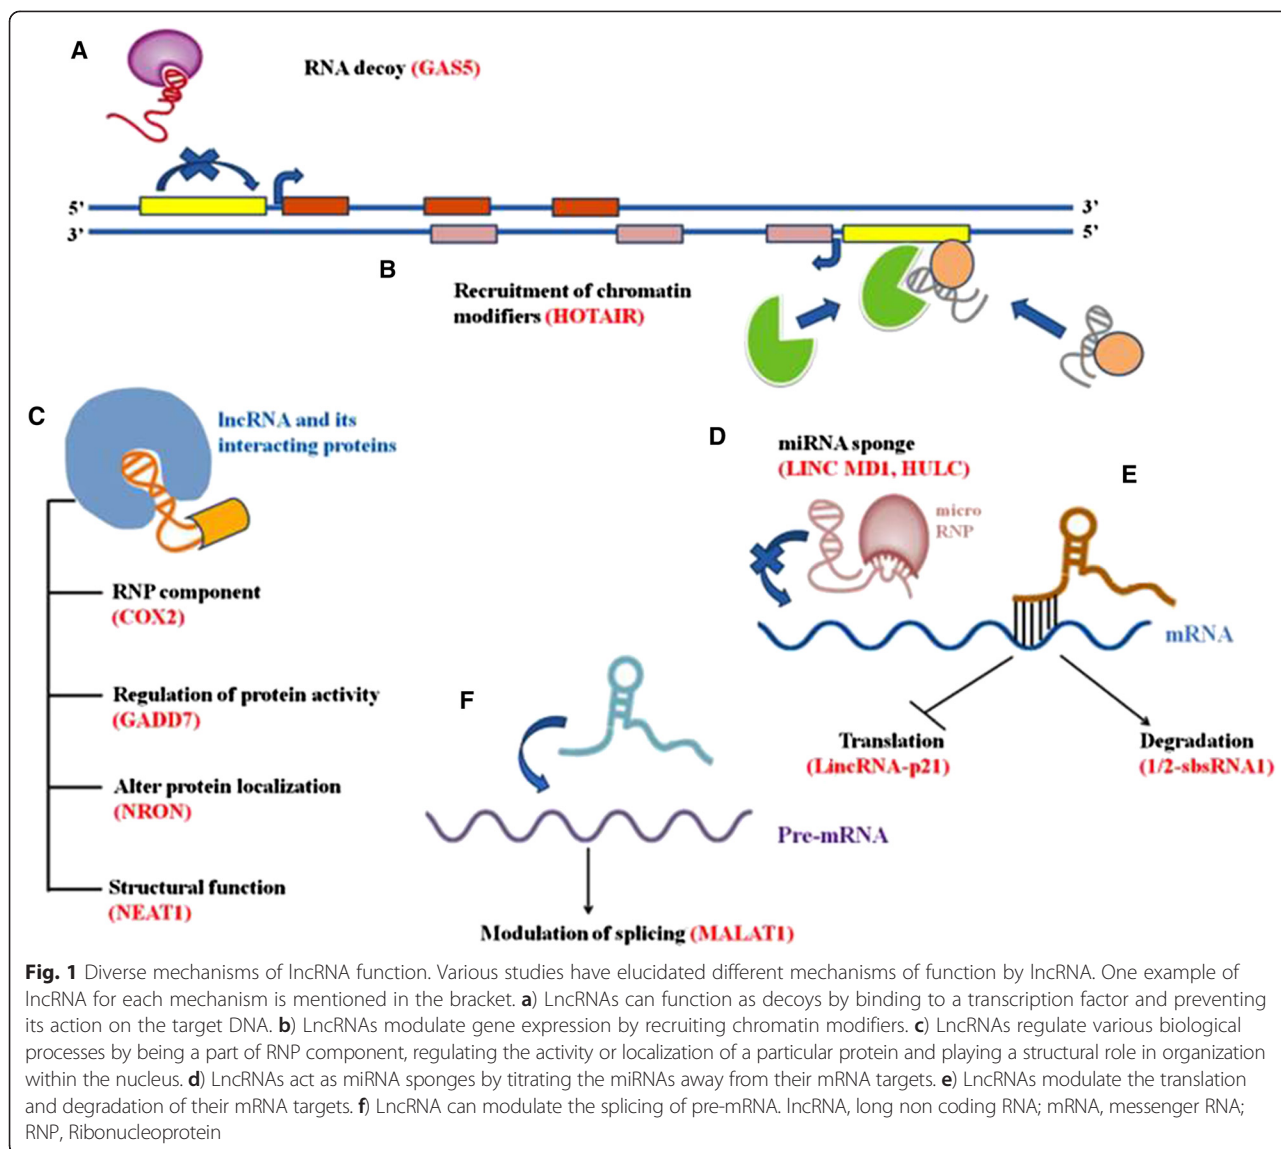 A
RNA decoy (GAS5)
5’
3’
3’
5’
B
Recruitment of chromatin
modifiers (HOTAIR)
C
lncRNA and its
interacting proteins
RNP component
(COX2)
Regulation of protein activity
(GADD7)
Alter protein localization
(NRON)
Structural function
(NEAT1)
D
miRNA sponge
(LINC MD1, HULC)
micro
RNP
E
mRNA
Translation
(LincRNA-p21)
Degradation
(1/2-sbsRNA1)
F
Pre-mRNA
Modulation of splicing (MALAT1)
Fig. 1 Diverse mechanisms of lncRNA function. Various studies have elucidated different mechanisms of function by lncRNA. One example of
lncRNA for each mechanism is mentioned in the bracket. a) LncRNAs can function as decoys by binding to a transcription factor and preventing
its action on the target DNA. b) LncRNAs modulate gene expression by recruiting chromatin modifiers. c) LncRNAs regulate various biological
processes by being a part of RNP component, regulating the activity or localization of a particular protein and playing a structural role in organization
within the nucleus. d) LncRNAs act as miRNA sponges by titrating the miRNAs away from their mRNA targets. e) LncRNAs modulate the translation
and degradation of their mRNA targets. f) LncRNA can modulate the splicing of pre-mRNA. lncRNA, long non coding RNA; mRNA, messenger RNA;
RNP, Ribonucleoprotein